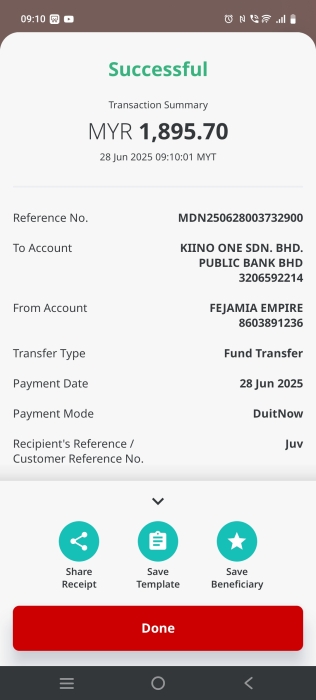 09:10
Successful
Transaction Summary
MYR 1,895.70
28 Jun 2025 09:10:01 MYT
Reference No. MDN250628003732900
To Account KIINO ONE SDN. BHD.
PUBLIC BANK BHD
3206592214
From Account FEJAMIA EMPIRE
8603891236
Transfer Type Fund Transfer
Payment Date 28 Jun 2025
Payment Mode DuitNow
Recipient's Reference / Juv
Customer Reference No.
Share Save Save
Receipt Template Beneficiary
Done